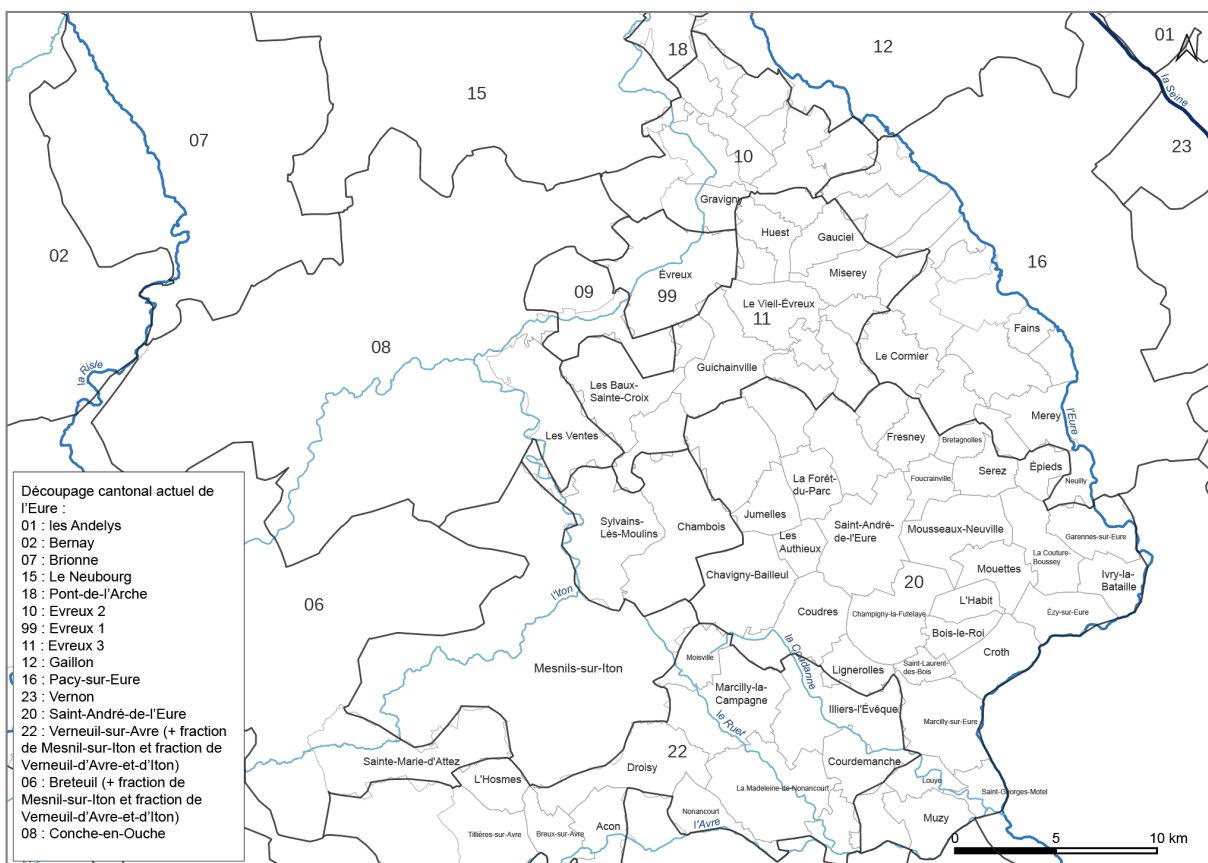 01
18
12
la Seine
15
07
23
10
Gravigny
Huest
Gauciel
02
16
Évreux
Miserey
09
99
Le Vieil-Évreux
11
Fains
08
Le Cormier
la Risle
Guichainville
Les Baux-
Sainte-Croix
Merey
l'Eure
Les Ventes
Fresney
Bretagnolles
Serez
Épieds
Neuilly
La Forêt-
du-Parc
Foucrainville
Jumelles
Sylvains-
Lès-Moulins
Chambois
Saint-André-
de-l'Eure
Mousseaux-Neuville
Garennes-sur-Eure
Les
Authieux
La Couture-
Boussey
Mouettes
Ivry-la-
Bataille
Chavigny-Bailleul
20
06
l'Iton
L'Habit
Coudres
Champigny-la-Futelaye
Ézy-sur-Eure
Bois-le-Roi
la Coudanne
Croth
Moisville
Mesnils-sur-Iton
Lignerolles
Saint-Laurent-
des-Bois
Marcilly-la-
Campagne
Illiers-l'Évêque
le Ruet
Marcilly-sur-Eure
22
Sainte-Marie-d'Attez
Droisy
Courdemanche
L'Hosmes
La Madeleine-de-Nonancourt
Louye
Saint-Georges-Motel
Nonancourt
l'Avre
Muzy
Acon
Tillières-sur-Avre
Breux-sur-Avre
Découpage cantonal actuel de
l'Eure :
01 : les Andelys
02 : Bernay
07 : Brionne
15 : Le Neubourg
18 : Pont-de-l'Arche
10 : Evreux 2
99 : Evreux 1
11 : Evreux 3
12 : Gaillon
16 : Pacy-sur-Eure
23 : Vernon
20 : Saint-André-de-l'Eure
22 : Verneuil-sur-Avre (+ fraction
de Mesnil-sur-Iton et fraction de
Verneuil-d'Avre-et-d'Iton)
06 : Breteuil (+ fraction de
Mesnil-sur-Iton et fraction de
Verneuil-d'Avre-et-d'Iton)
08 : Conche-en-Ouche
0 5 10 km